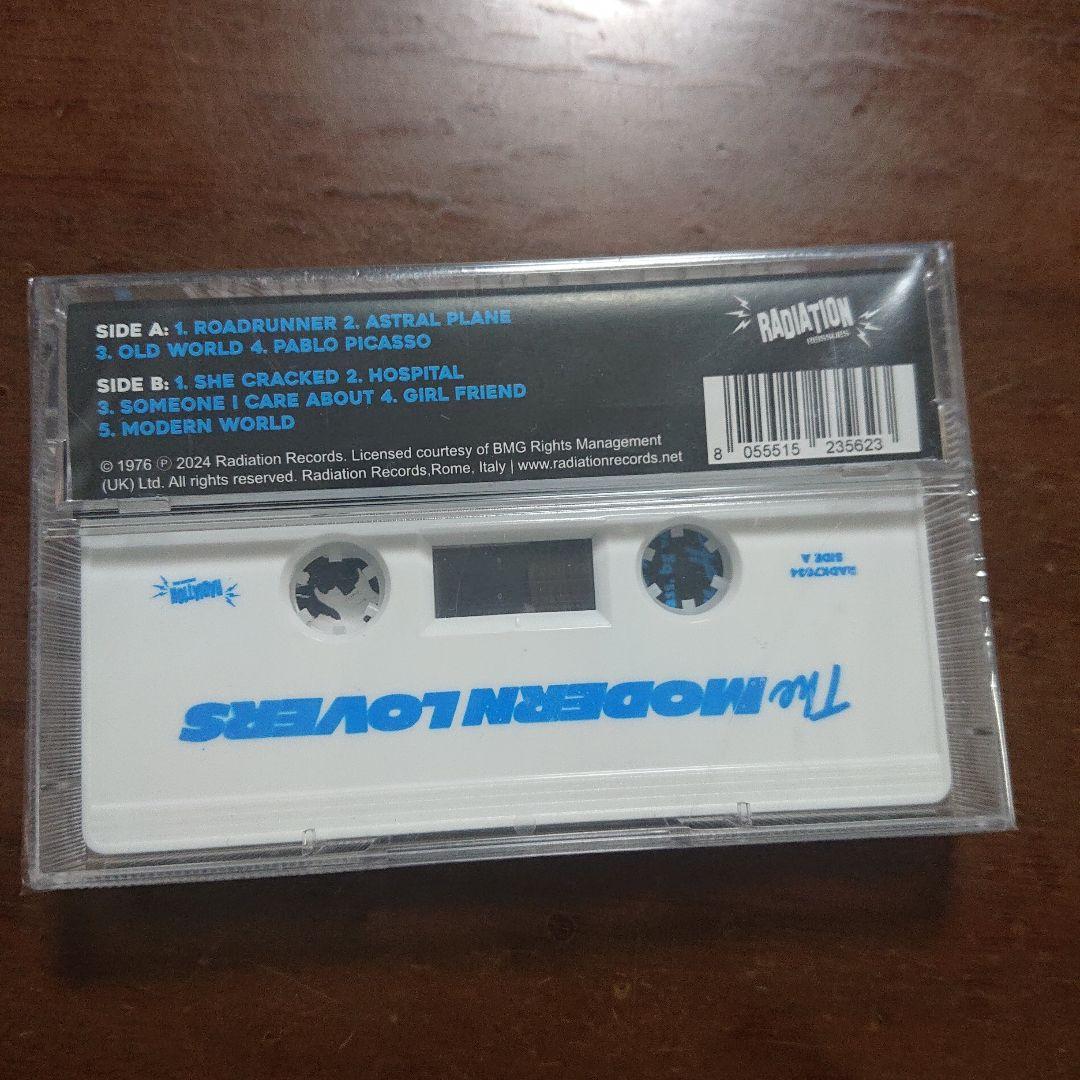 SIDE A: 1. ROADRUNNER 2. ASTRAL PLANE
3. OLD WORLD 4. PABLO PICASSO
SIDE B: 1. SHE CRACKED 2. HOSPITAL
3. SOMEONE I CARE ABOUT 4. GIRL FRIEND
5. MODERN WORLD
© 1976 ℗ 2024 Radiation Records. Licensed courtesy of BMG Rights Management
(UK) Ltd. All rights reserved. Radiation Records,Rome, Italy | www.radiationrecords.net
RADIATION
REISSUES
8 055515 235623
RADIATION
SIDE A
The MODERN LOVERS